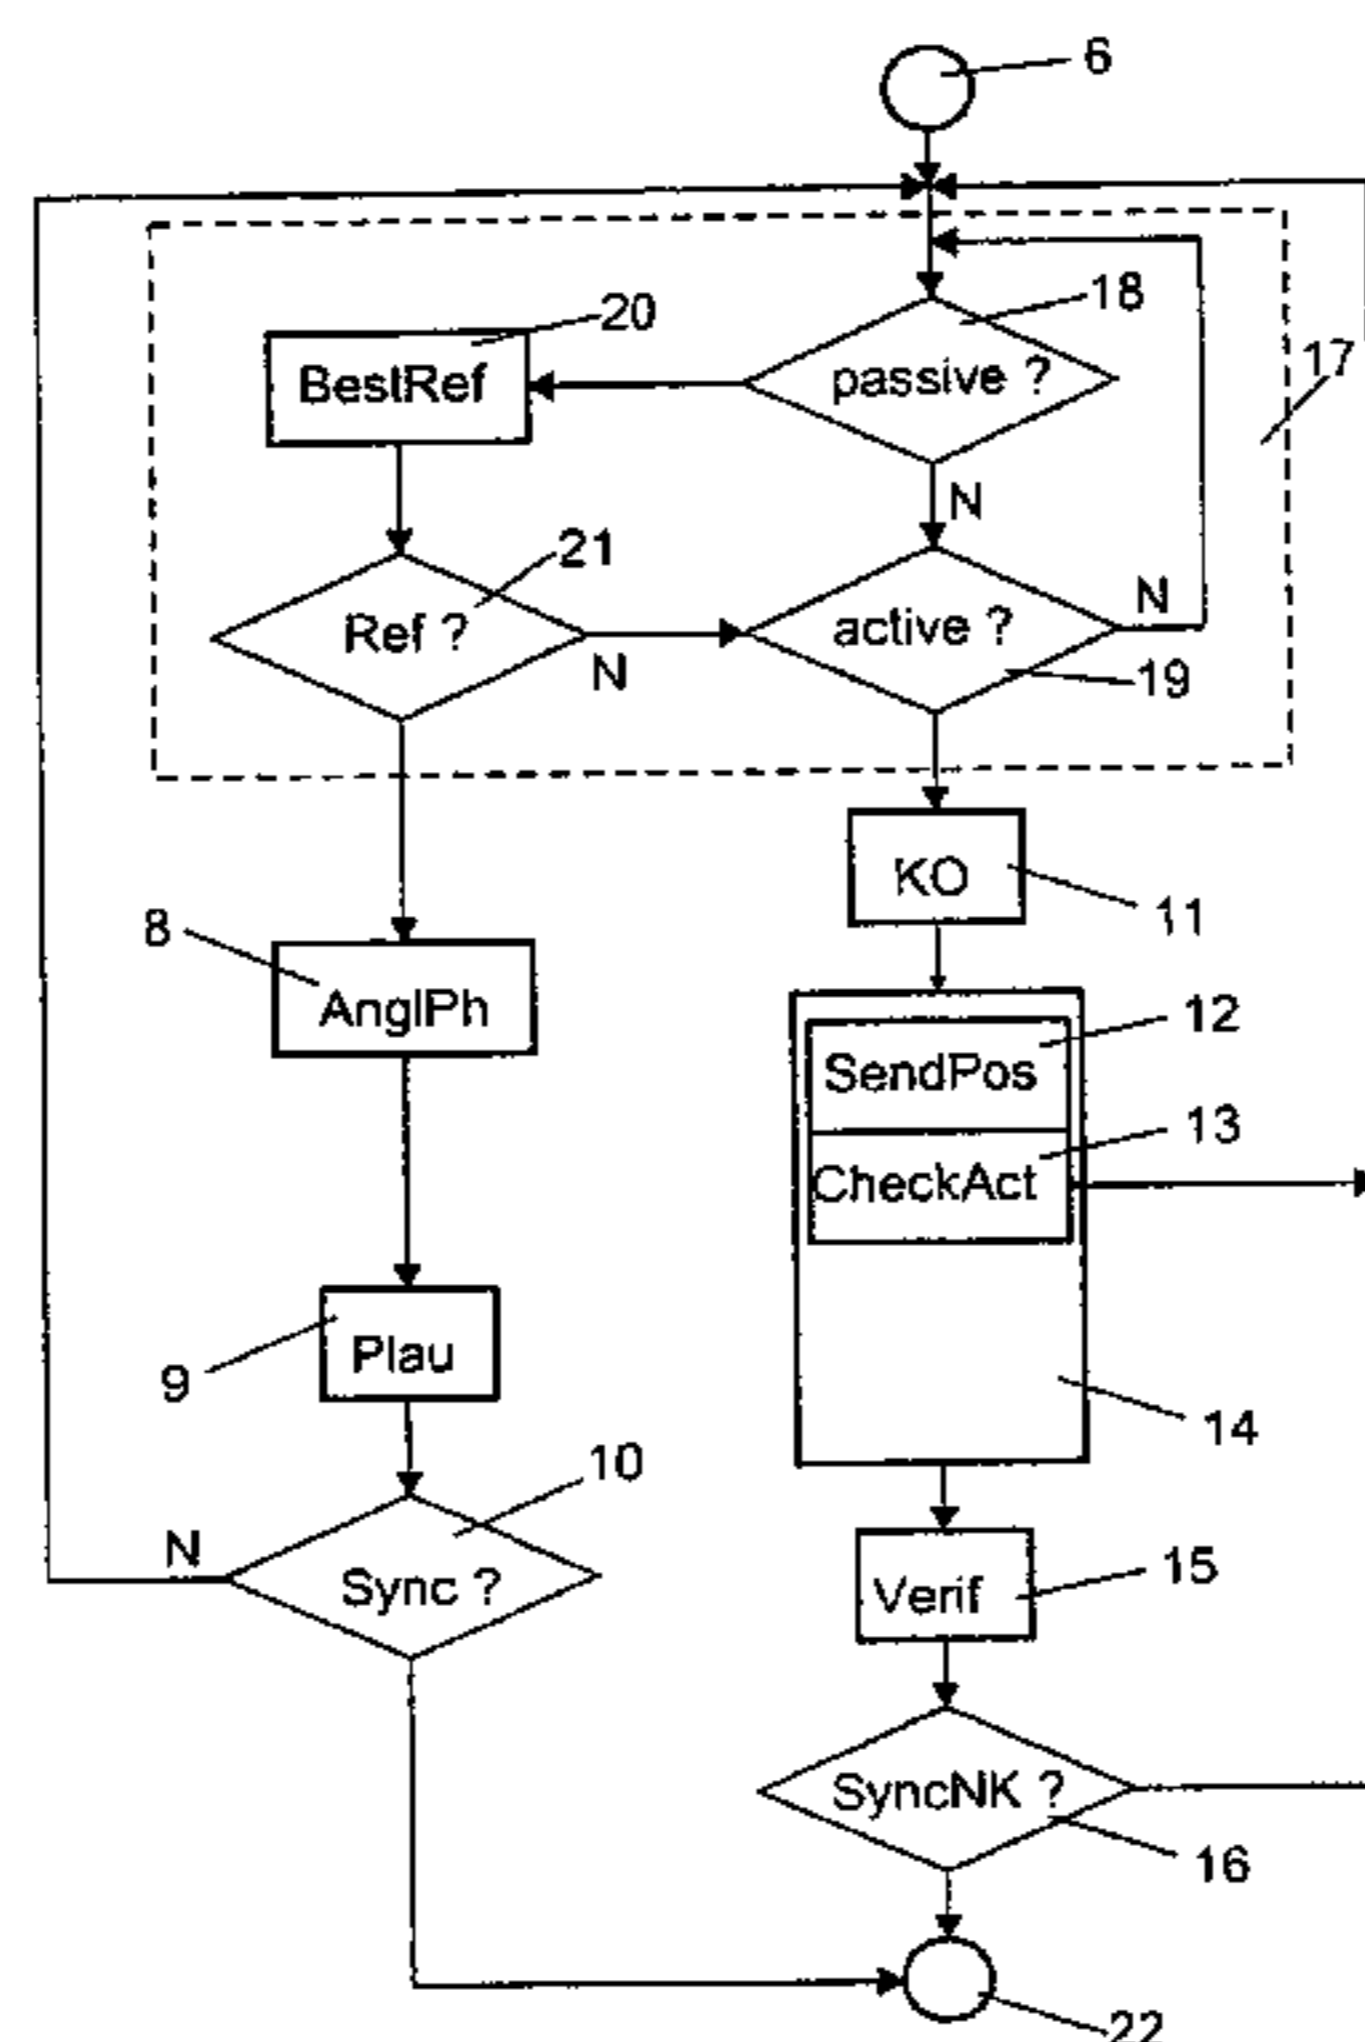 6
18
20
17
BestRef
passive ?
N
21
Ref ?
active ?
N
N
19
KO
11
8
AnglPh
12
SendPos
13
CheckAct
9
Plau
14
10
N
Sync ?
15
Verif
SyncNK ?
16
22